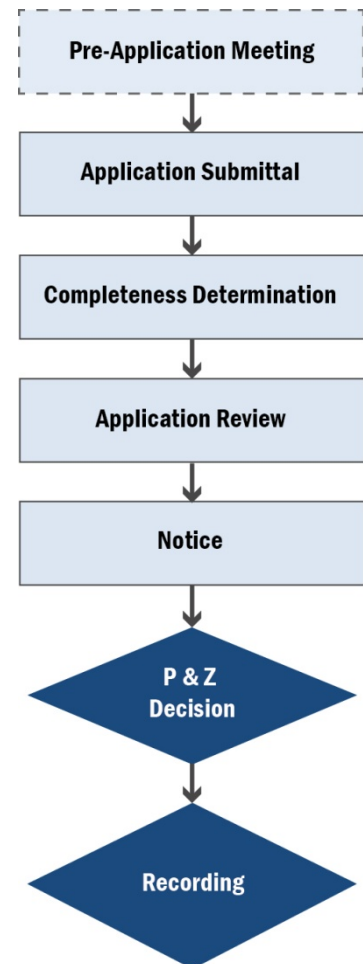 Pre-Application Meeting
Application Submittal
Completeness Determination
Application Review
Notice
P & Z
Decision
Recording